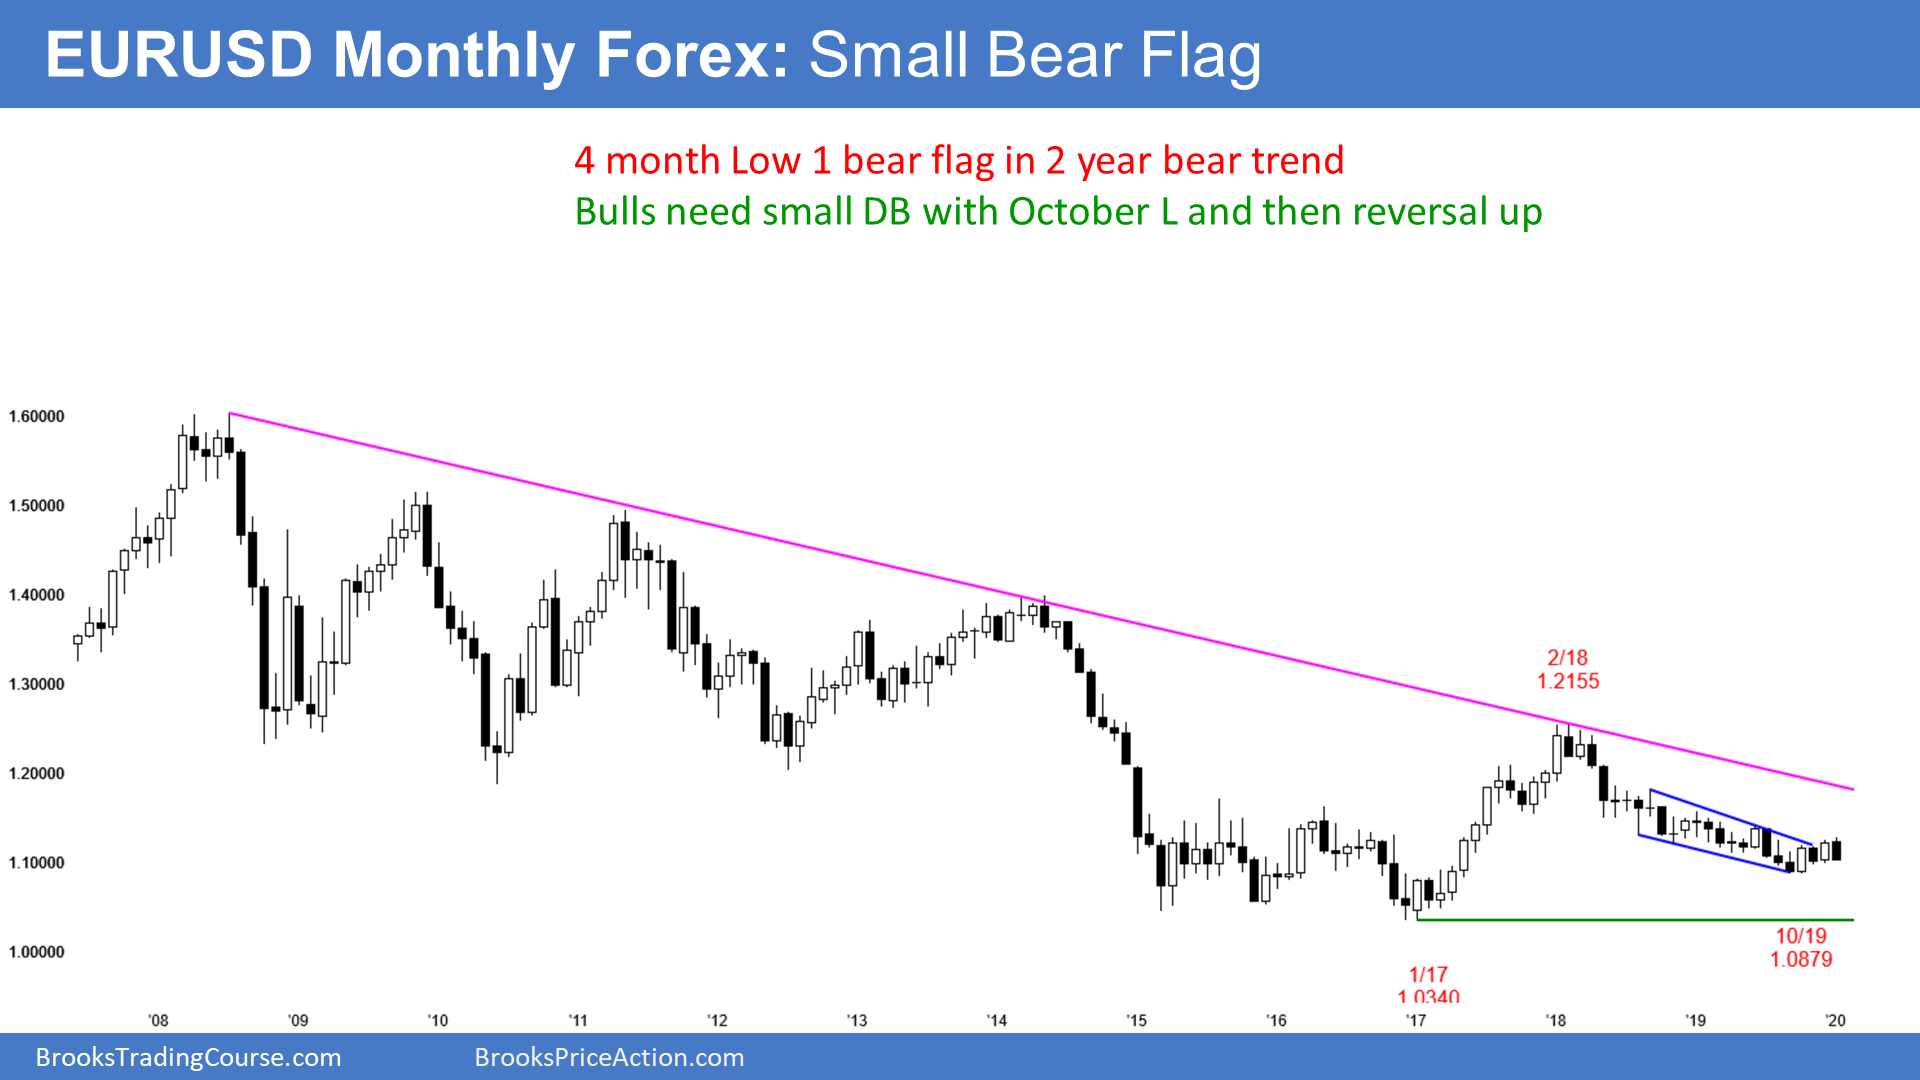 EURUSD Monthly Forex: Small Bear Flag
4 month Low 1 bear flag in 2 year bear trend
Bulls need small DB with October L and then reversal up
1.60000
1.50000
1.40000
1.30000
1.20000
1.10000
1.00000
2/18
1.2155
10/19
1.0879
1/17
1.0340
'08 '09 '10 '11 '12 '13 '14 '15 '16 '17 '18 '19 '20
BrooksTradingCourse.com BrooksPriceAction.com